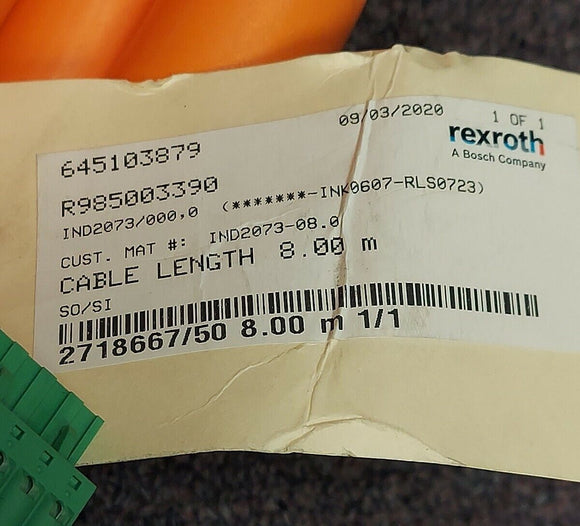 09/03/2020 1 OF 1
rexroth
A Bosch Company
645103879
R985003390
IND2073/000,0 (*******-INK0607-RLS0723)
CUST. MAT #: IND2073-08.0
CABLE LENGTH 8.00 m
SO/SI
2718667/50 8.00 m 1/1